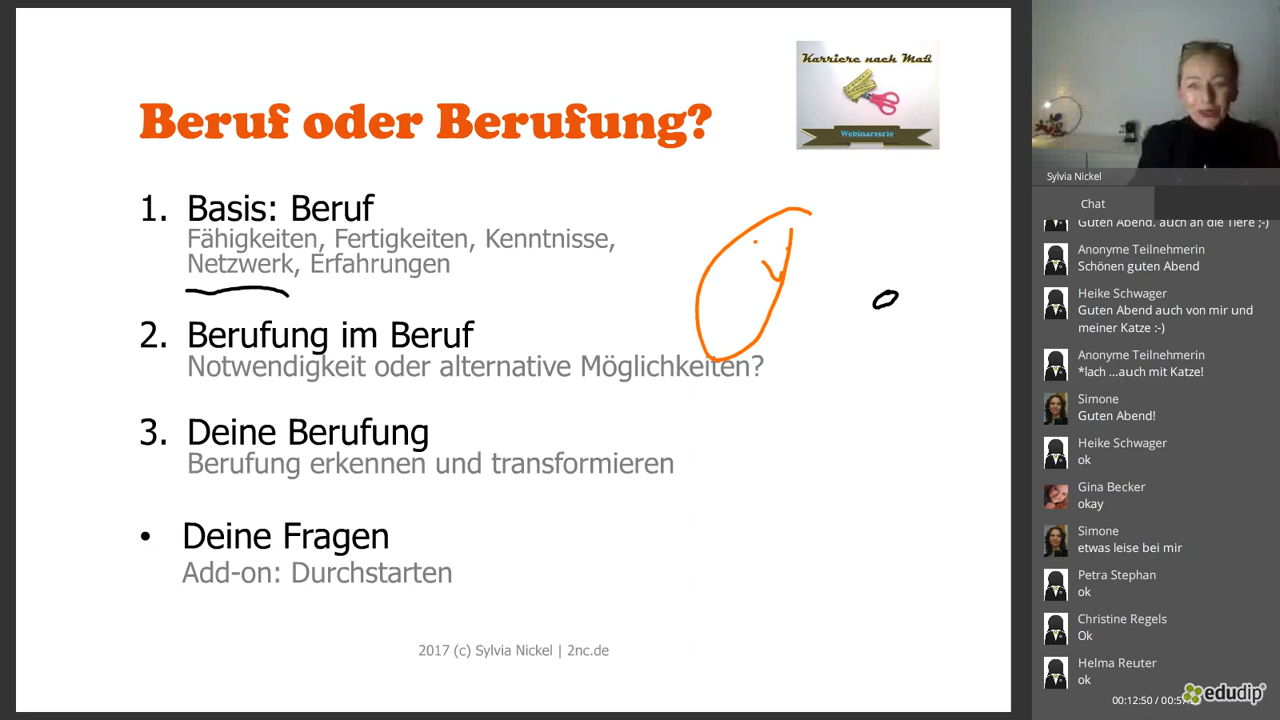 Karriere nach Maß
Webinarserie
Beruf oder Berufung?
1. Basis: Beruf
Fähigkeiten, Fertigkeiten, Kenntnisse,
Netzwerk, Erfahrungen
2. Berufung im Beruf
Notwendigkeit oder alternative Möglichkeiten?
3. Deine Berufung
Berufung erkennen und transformieren
• Deine Fragen
Add-on: Durchstarten
2017 (c) Sylvia Nickel | 2nc.de
Sylvia Nickel
Chat
Guten Abend. auch an die Tiere ;-)
Anonyme Teilnehmerin
Schönen guten Abend
Heike Schwager
Guten Abend auch von mir und
meiner Katze :-)
Anonyme Teilnehmerin
*lach ...auch mit Katze!
Simone
Guten Abend!
Heike Schwager
ok
Gina Becker
okay
Simone
etwas leise bei mir
Petra Stephan
ok
Christine Regels
Ok
Helma Reuter
ok
00:12:50 /
edudip